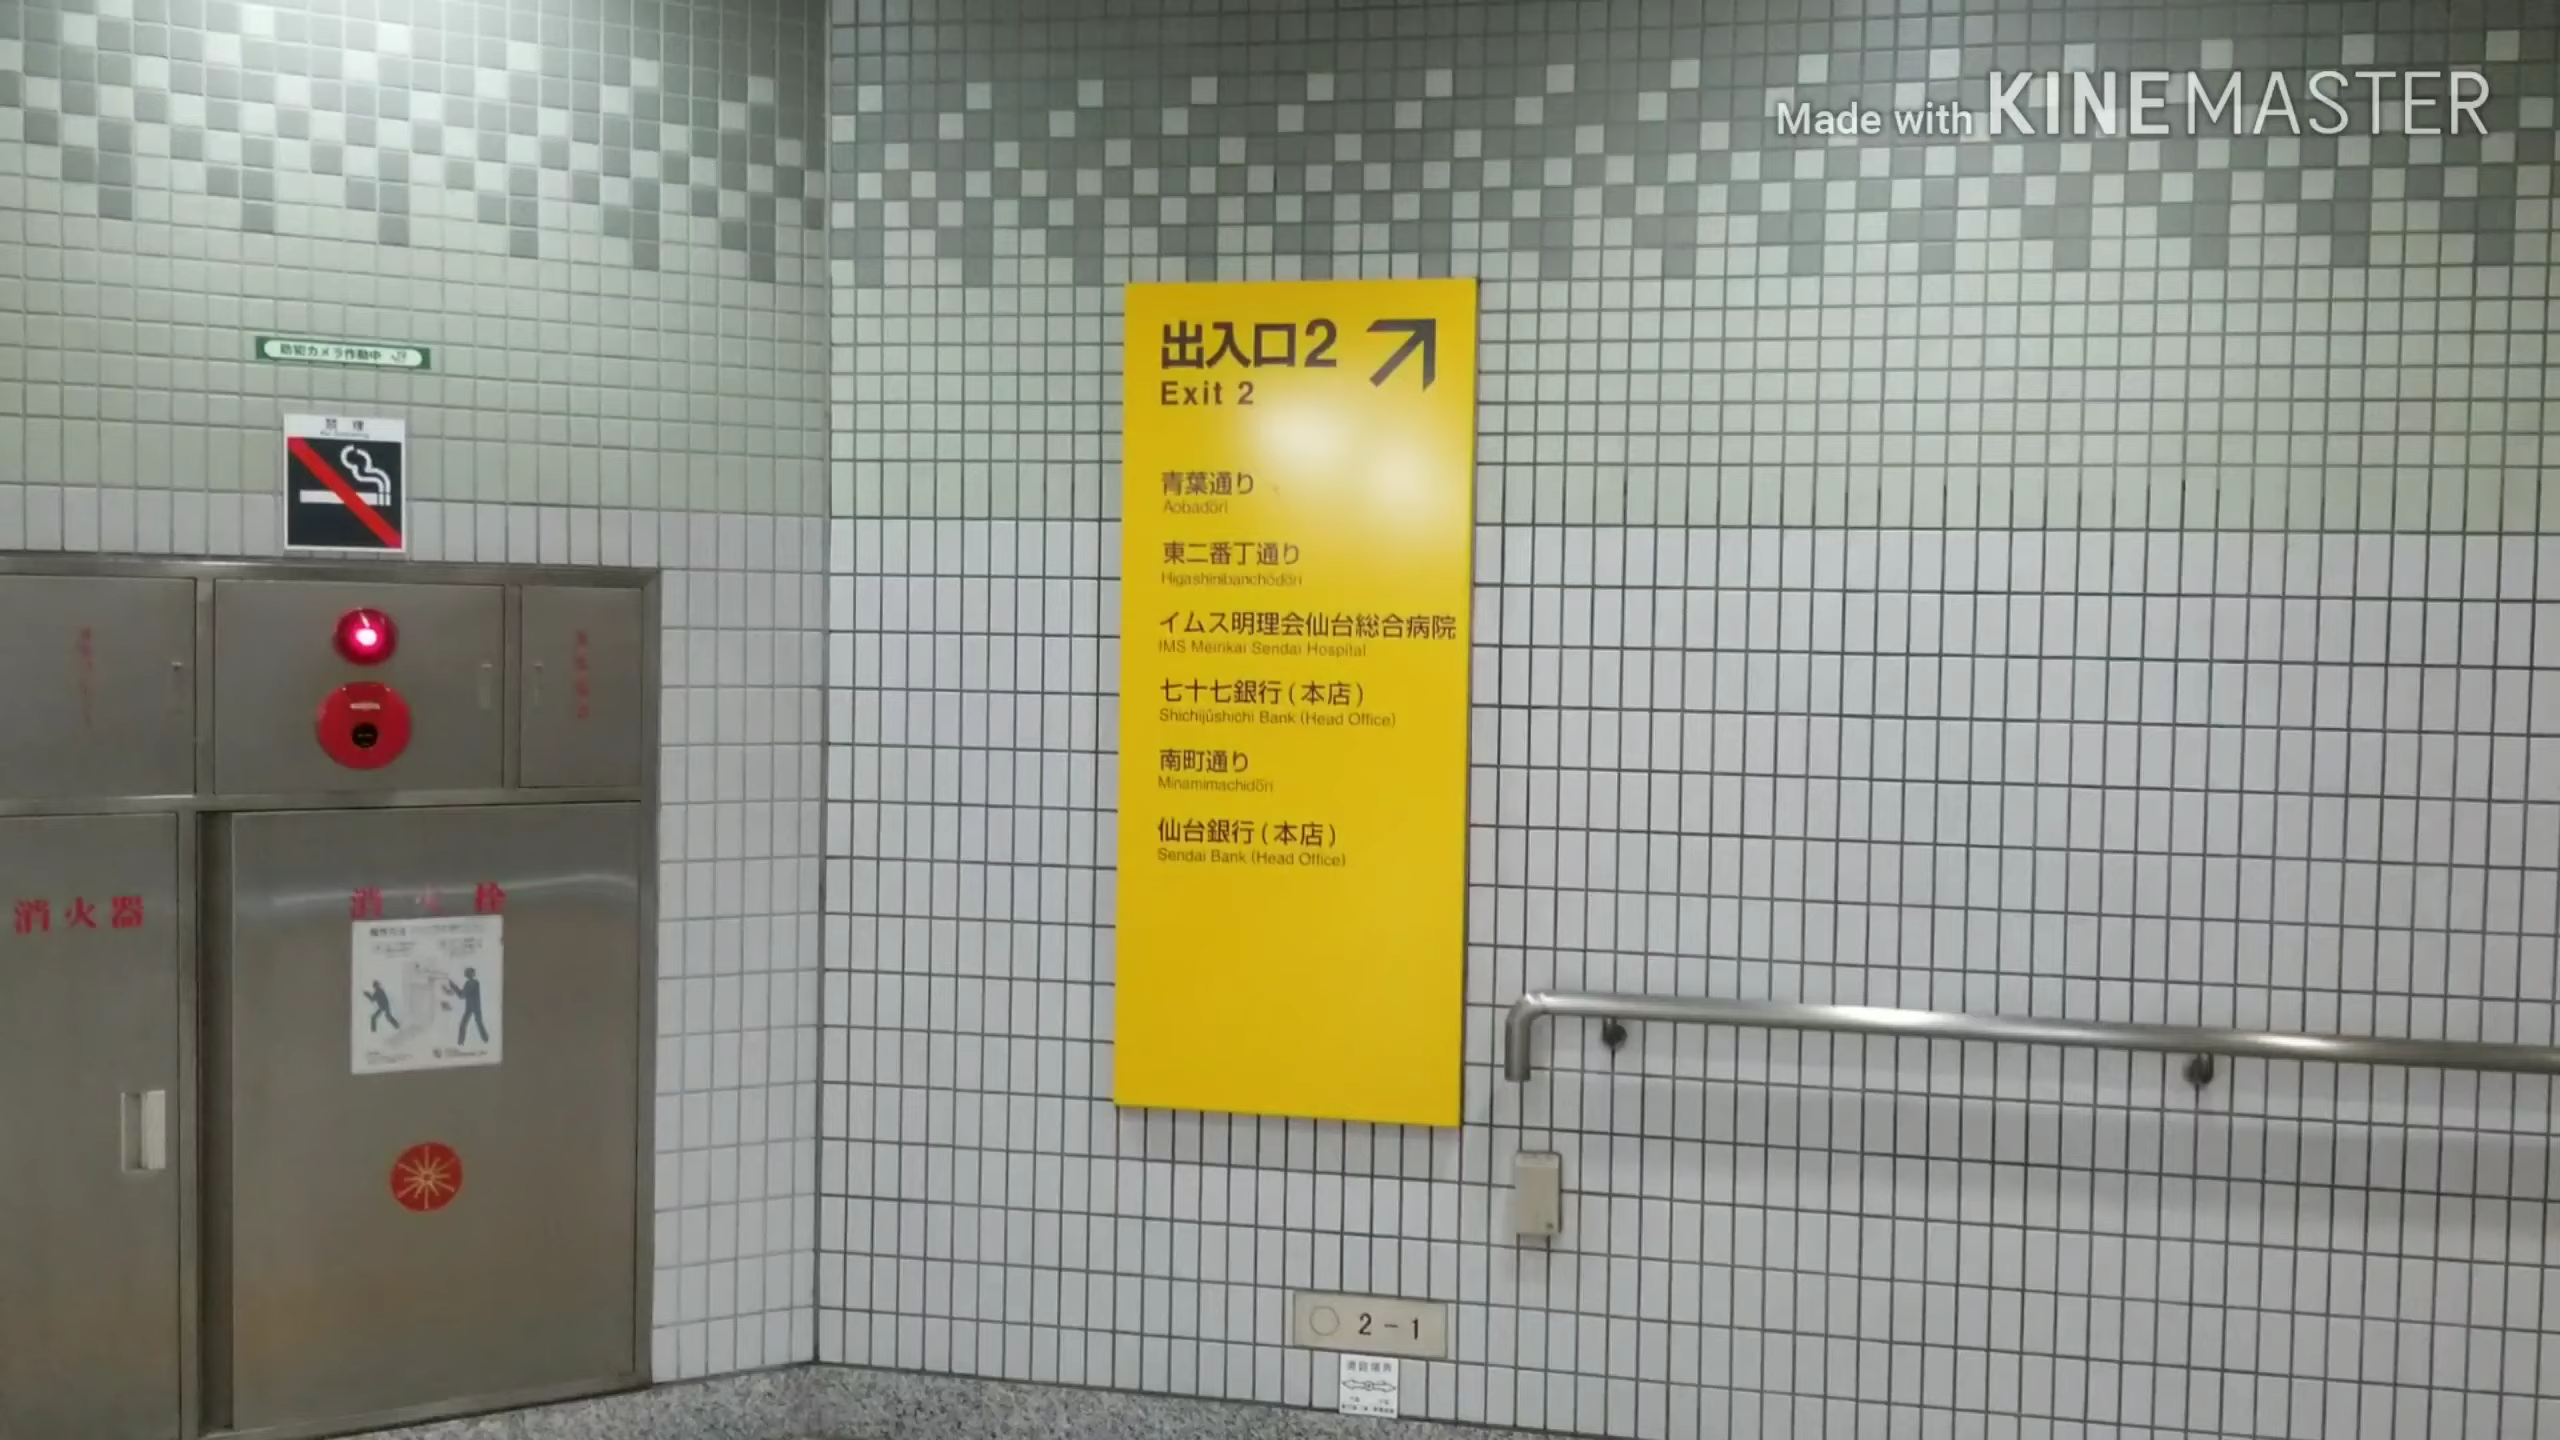 Made with KINEMASTER
防犯カメラ作動中 JR
禁煙
出入口2
Exit 2
青葉通り
Aobadōri
東二番丁通り
Higashinibanchōdōri
イムス明理会仙台総合病院
IMS Meirikai Sendai Hospital
七十七銀行(本店)
Shichijūshichi Bank (Head Office)
南町通り
Minamimachidōri
仙台銀行(本店)
Sendai Bank (Head Office)
消火器
消火栓
2-1